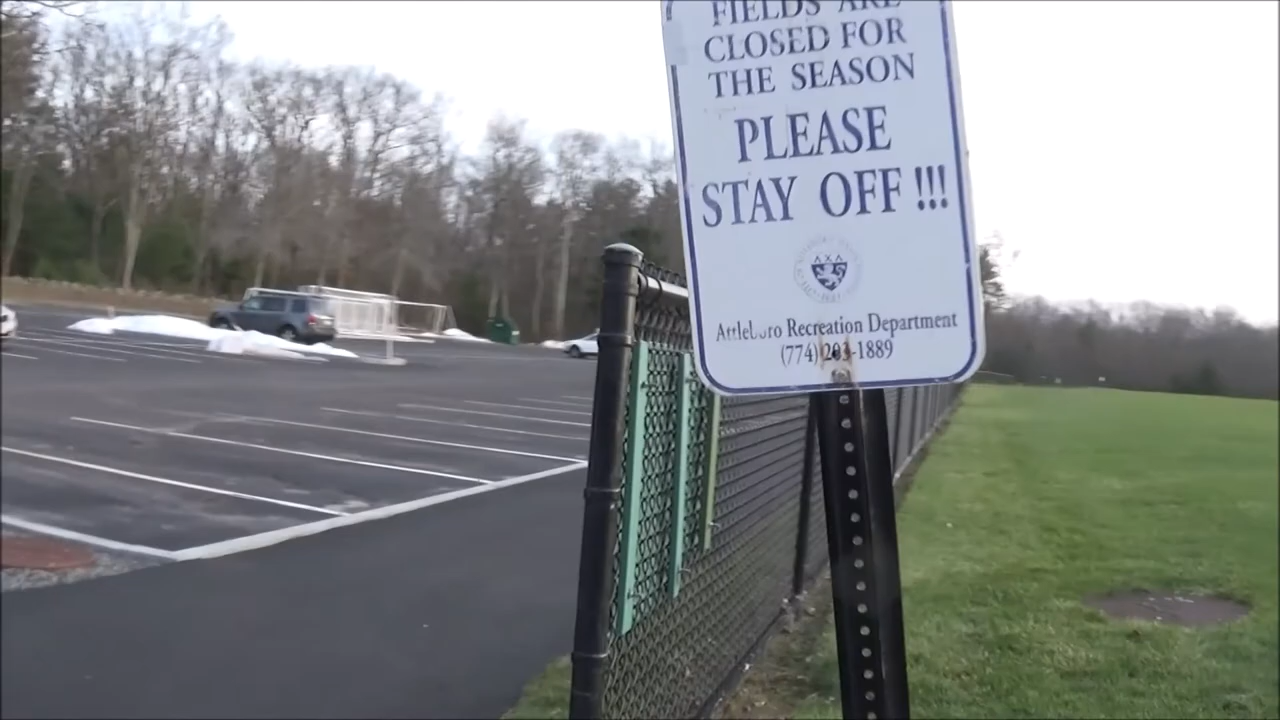 FIELDS ARE
CLOSED FOR
THE SEASON
PLEASE
STAY OFF !!!
Attleboro Recreation Department
(774) 203-1889